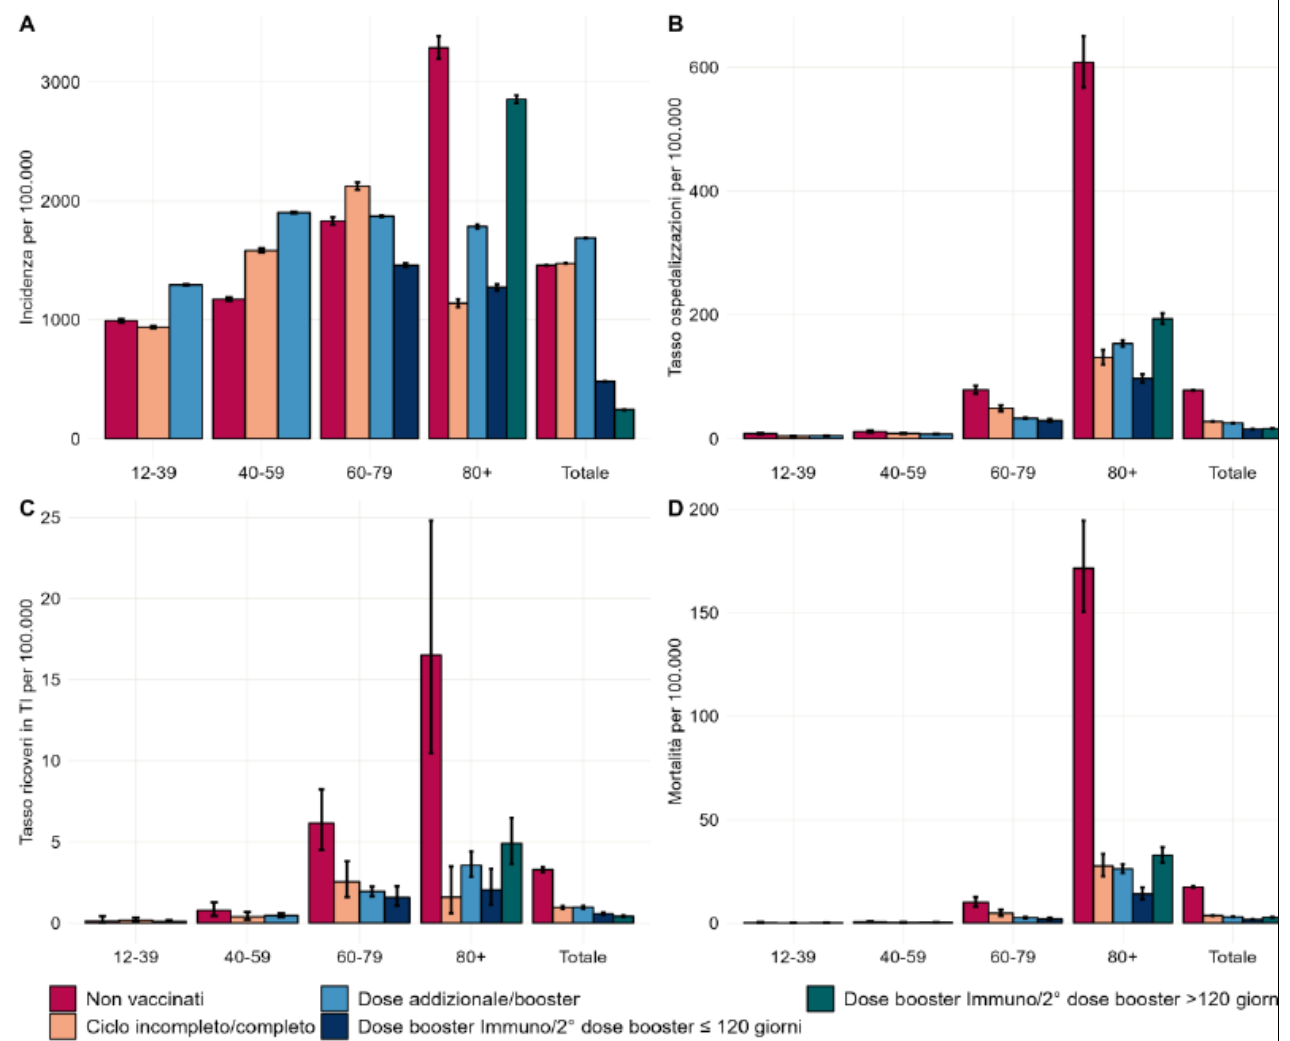 A
Incidenza per 100.000
3000
2000
1000
0
12-39 40-59 60-79 80+ Totale
B
Tasso ospedalizzazioni per 100.000
600
400
200
0
12-39 40-59 60-79 80+ Totale
C
Tasso ricoveri in TI per 100.000
25
20
15
10
5
0
12-39 40-59 60-79 80+ Totale
D
Mortalità per 100.000
200
150
100
50
0
12-39 40-59 60-79 80+ Totale
Non vaccinati
Ciclo incompleto/completo
Dose addizionale/booster
Dose booster Immuno/2° dose booster ≤ 120 giorni
Dose booster Immuno/2° dose booster >120 giorn